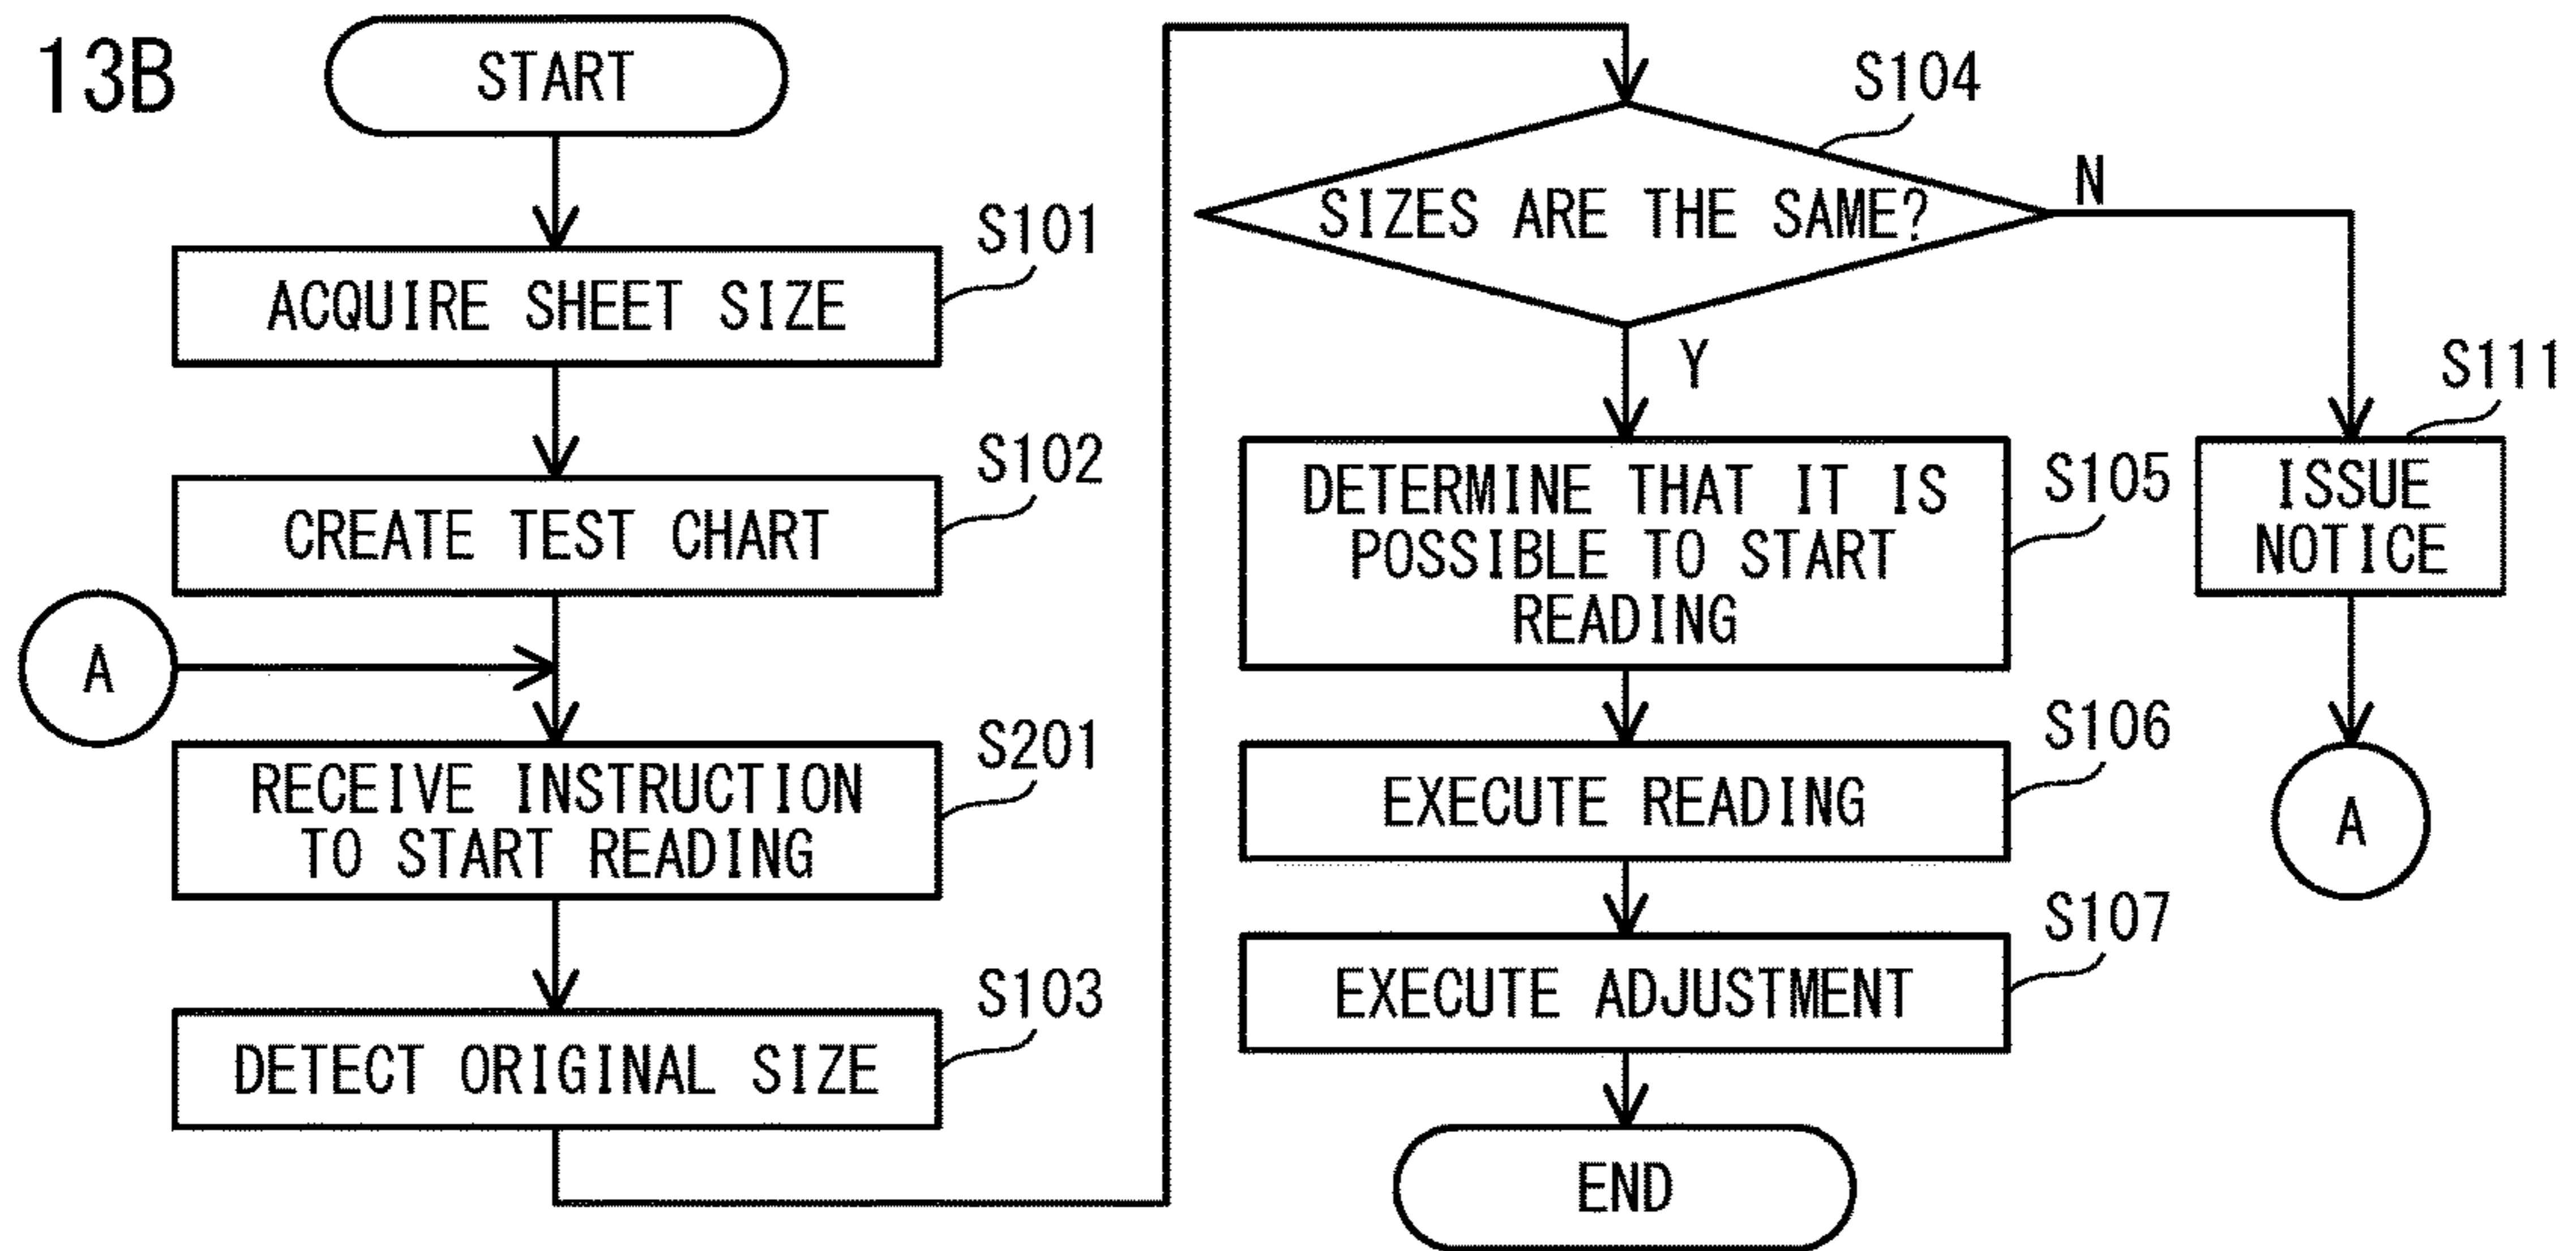 13B
START
S101
ACQUIRE SHEET SIZE
S102
CREATE TEST CHART
A
S201
RECEIVE INSTRUCTION
TO START READING
S103
DETECT ORIGINAL SIZE
S104
SIZES ARE THE SAME?
N
Y
S105
DETERMINE THAT IT IS
POSSIBLE TO START
READING
S106
EXECUTE READING
S107
EXECUTE ADJUSTMENT
END
S111
ISSUE
NOTICE
A